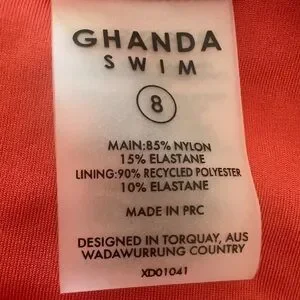 GHANDA
SWIM
8
MAIN:85% NYLON
15% ELASTANE
LINING:90% RECYCLED POLYESTER
10% ELASTANE
MADE IN PRC
DESIGNED IN TORQUAY, AUS
WADAWURRUNG COUNTRY
XD01041